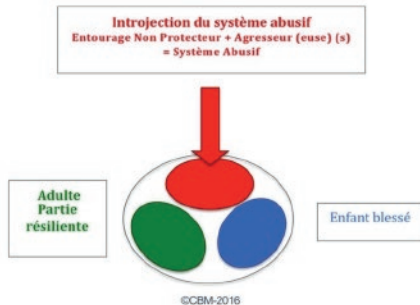 Introjection du système abusif
Entourage Non Protecteur + Agresseur (euse) (s)
= Système Abusif
Adulte
Partie
résiliente
Enfant blessé
©CBM-2016